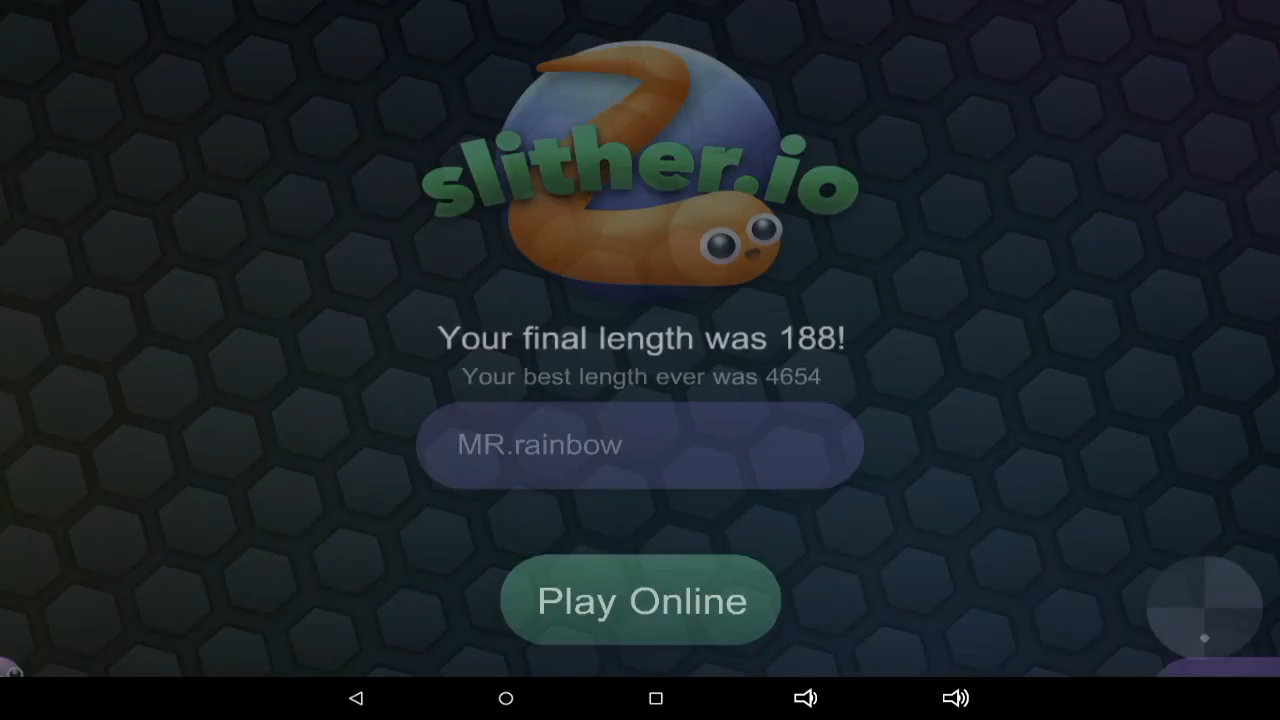 slither.io
Your final length was 188!
Your best length ever was 4654
MR.rainbow
Play Online